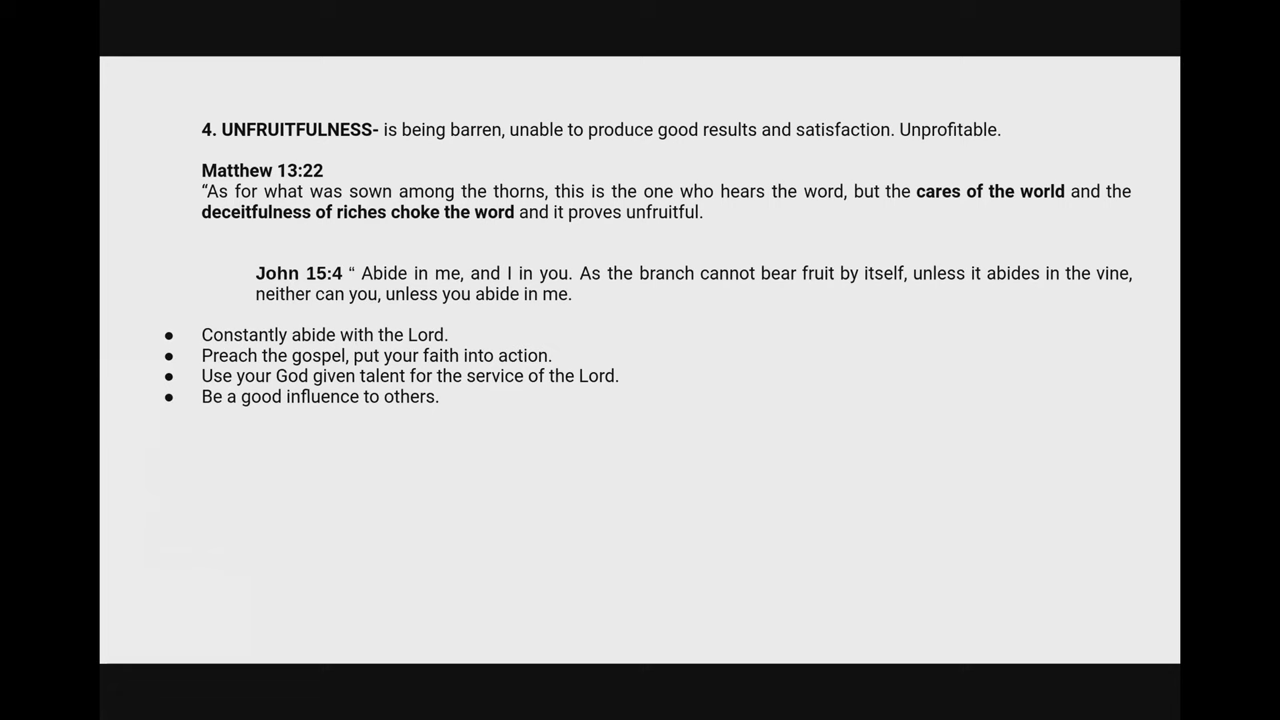 4. UNFRUITFULNESS- is being barren, unable to produce good results and satisfaction. Unprofitable.
Matthew 13:22
“As for what was sown among the thorns, this is the one who hears the word, but the cares of the world and the
deceitfulness of riches choke the word and it proves unfruitful.
John 15:4 “ Abide in me, and I in you. As the branch cannot bear fruit by itself, unless it abides in the vine,
neither can you, unless you abide in me.
● Constantly abide with the Lord.
● Preach the gospel, put your faith into action.
● Use your God given talent for the service of the Lord.
● Be a good influence to others.